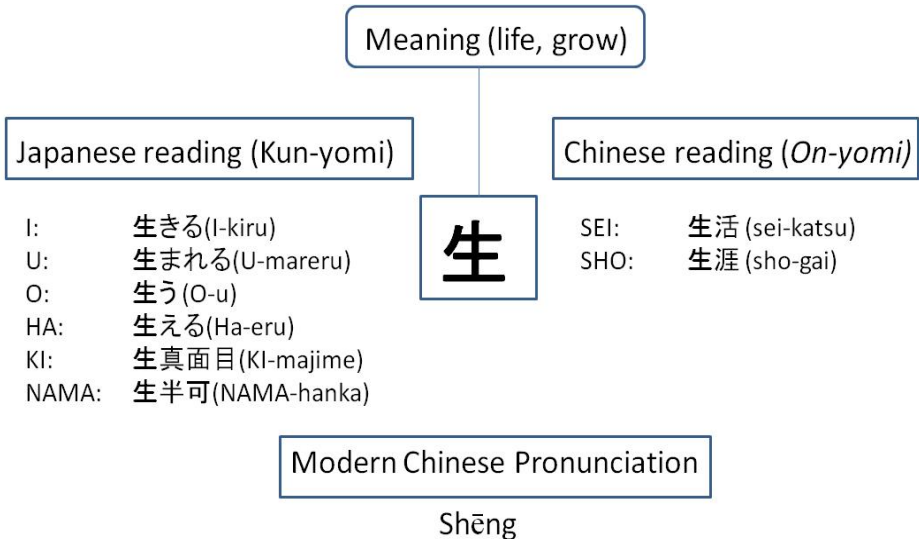 Meaning (life, grow)
Japanese reading (Kun-yomi)
Chinese reading (On-yomi)
I: 生きる(I-kiru)
U: 生まれる(U-mareru)
O: 生う(O-u)
HA: 生える(Ha-eru)
KI: 生真面目(KI-majime)
NAMA: 生半可(NAMA-hanka)
生
SEI: 生活 (sei-katsu)
SHO: 生涯 (sho-gai)
Modern Chinese Pronunciation
Shēng